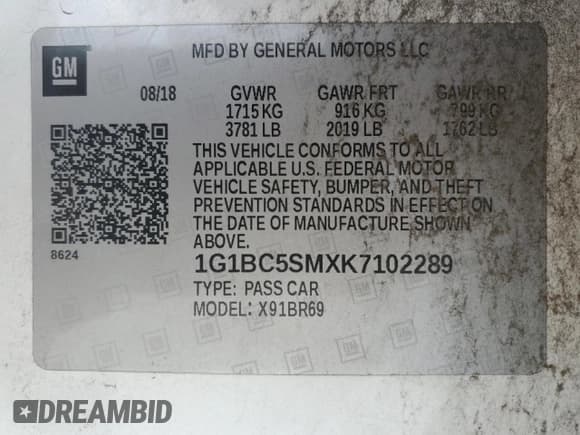 GM
MFD BY GENERAL MOTORS LLC
08/18 GVWR GAWR FRT GAWR RR
1715 KG 916 KG 799 KG
3781 LB 2019 LB 1762 LB
THIS VEHICLE CONFORMS TO ALL
APPLICABLE U.S. FEDERAL MOTOR
VEHICLE SAFETY, BUMPER, AND THEFT
PREVENTION STANDARDS IN EFFECT ON
THE DATE OF MANUFACTURE SHOWN
ABOVE.
8624
1G1BC5SMXK7102289
TYPE: PASS CAR
MODEL: X91BR69
DREAMBID